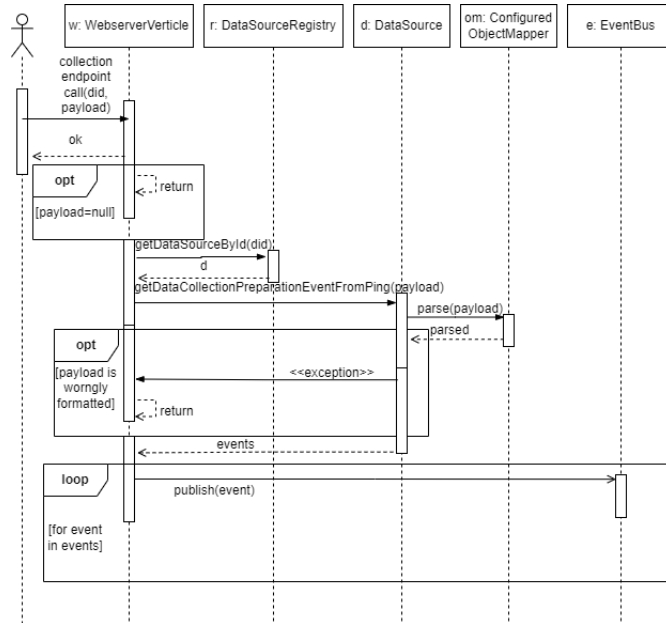 w: WebserverVerticle
r: DataSourceRegistry
d: DataSource
om: Configured
ObjectMapper
e: EventBus
collection
endpoint
call(did,
payload)
ok
opt
return
[payload=null]
getDataSourceById(did)
d
getDataCollectionPreparationEventFromPing(payload)
parse(payload)
parsed
opt
[payload is
worngly
formatted]
<<exception>>
return
events
loop
publish(event)
[for event
in events]